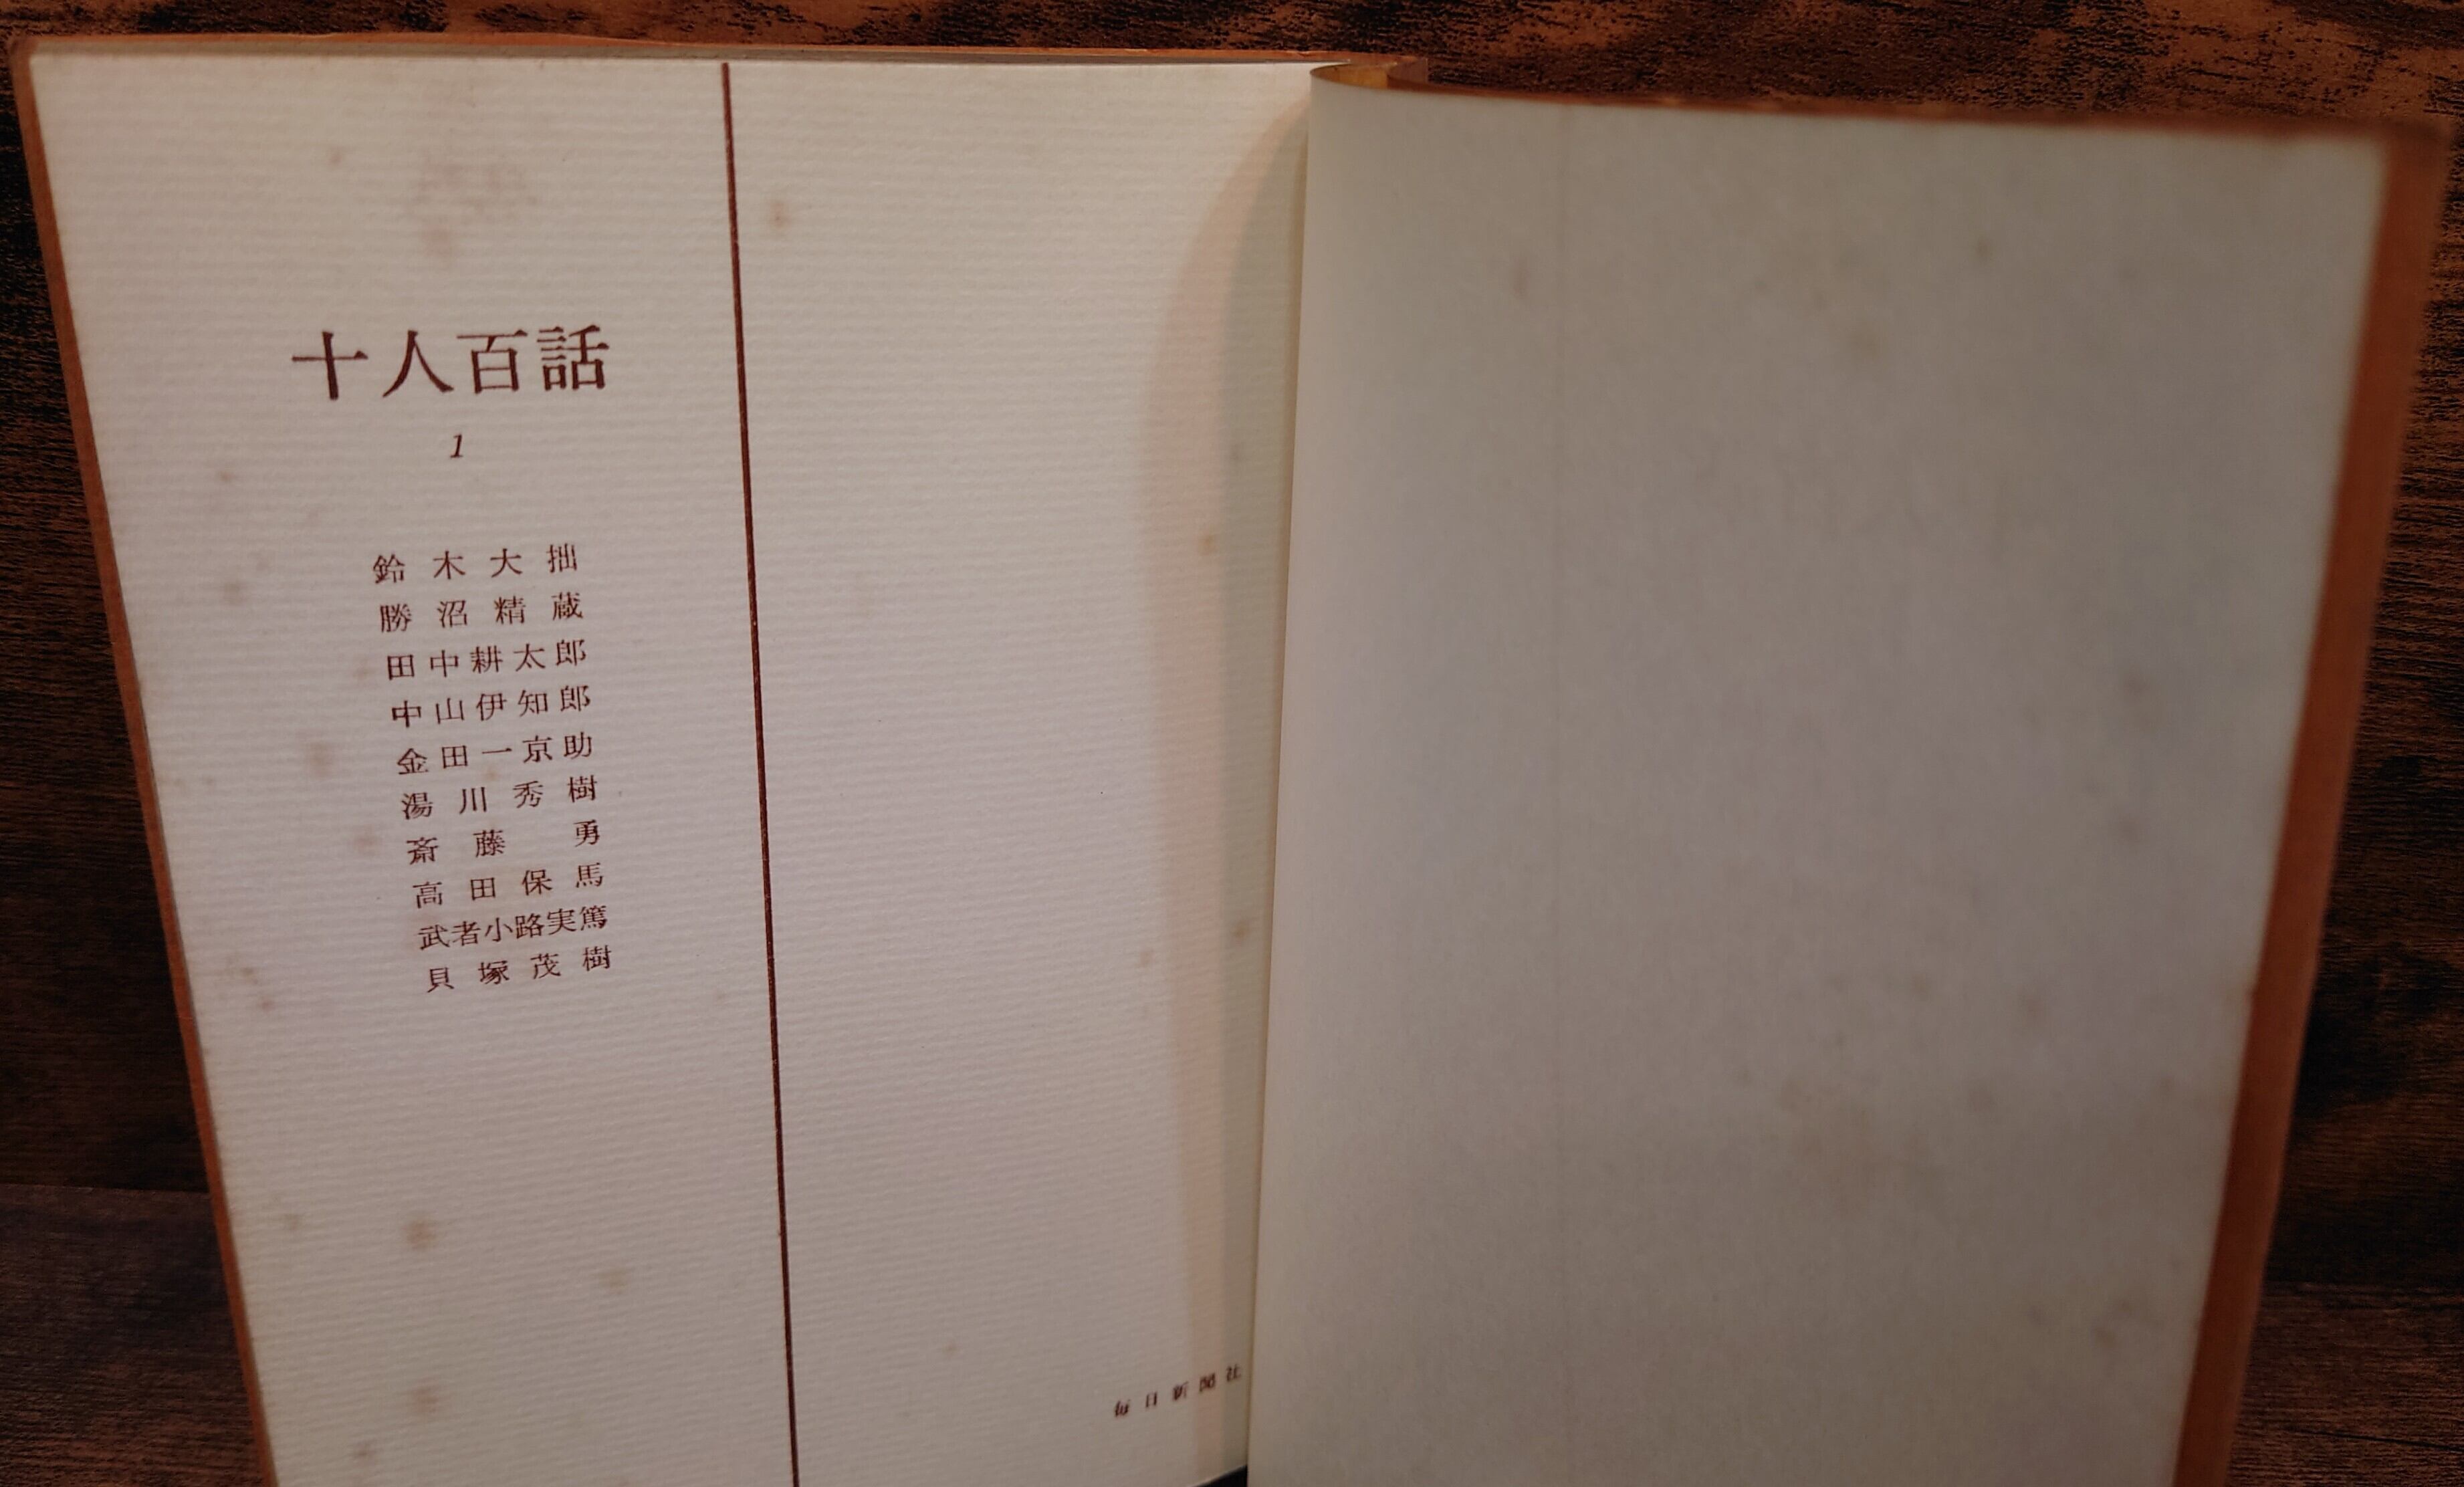 十人百話
1
鈴木大拙
勝沼精蔵
田中耕太郎
中山伊知郎
金田一京助
湯川秀樹
斎藤勇
高田保馬
武者小路実篤
貝塚茂樹
毎日新聞社